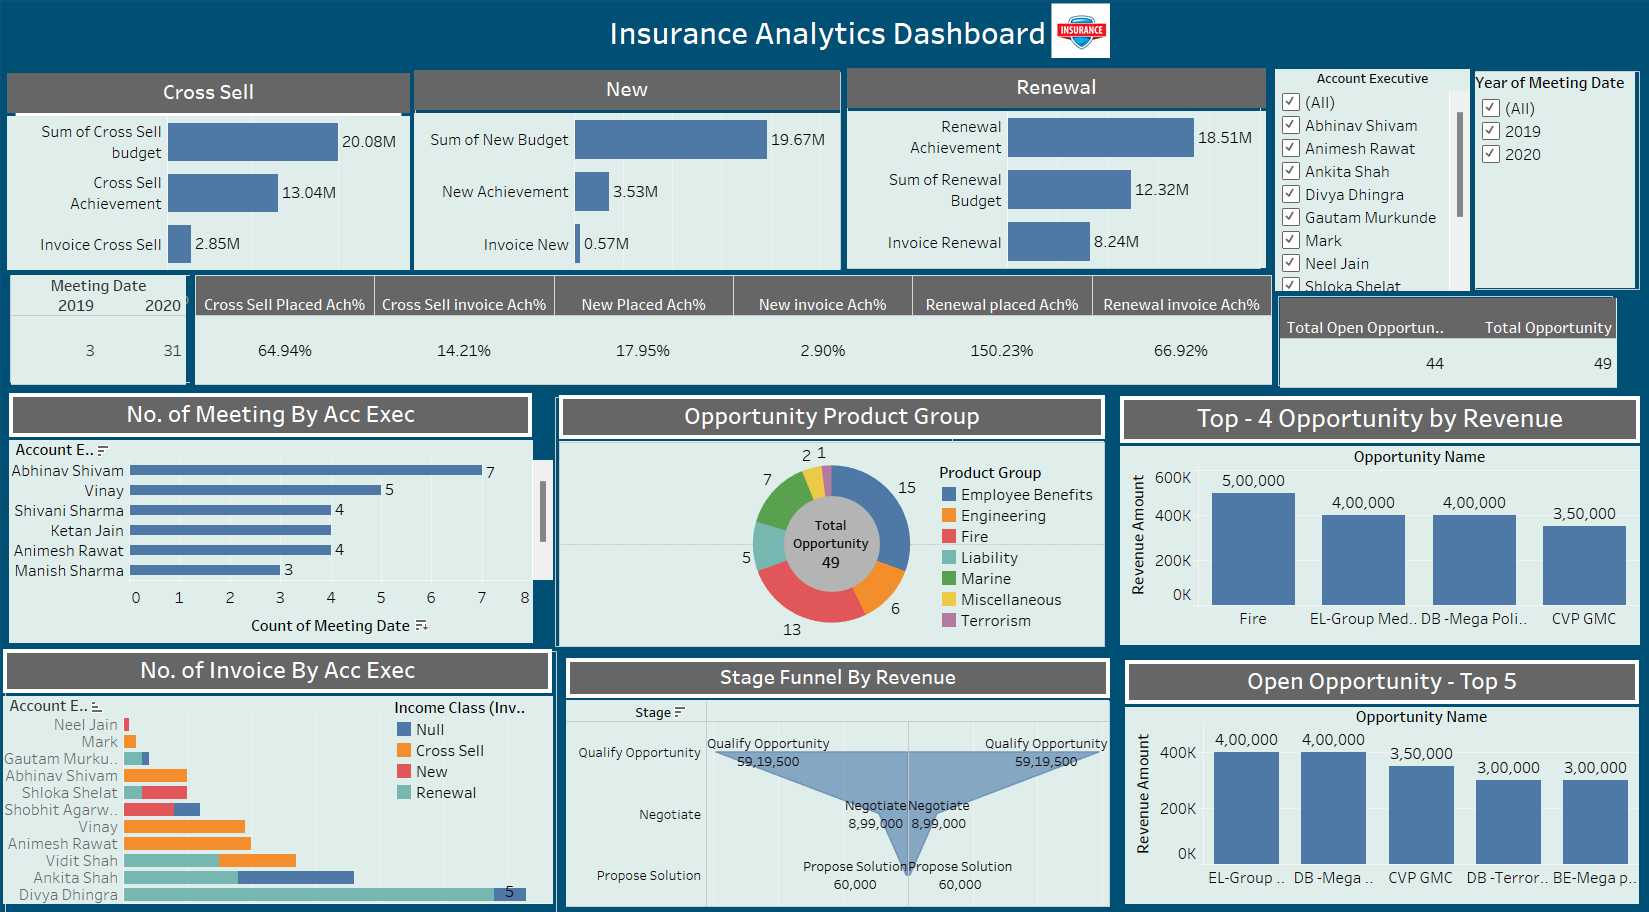 Insurance Analytics Dashboard
INSURANCE
Cross Sell
Sum of Cross Sell
budget
20.08M
Cross Sell
Achievement
13.04M
Invoice Cross Sell
2.85M
New
Sum of New Budget
19.67M
New Achievement
3.53M
Invoice New
0.57M
Renewal
Renewal
Achievement
18.51M
Sum of Renewal
Budget
12.32M
Invoice Renewal
8.24M
Account Executive
(All)
Abhinav Shivam
Animesh Rawat
Ankita Shah
Divya Dhingra
Gautam Murkunde
Mark
Neel Jain
Shloka Shelat
Year of Meeting Date
(All)
2019
2020
Meeting Date
2019 2020
3 31
Cross Sell Placed Ach% Cross Sell invoice Ach% New Placed Ach% New invoice Ach% Renewal placed Ach% Renewal invoice Ach%
64.94% 14.21% 17.95% 2.90% 150.23% 66.92%
Total Open Opportun.. Total Opportunity
44 49
No. of Meeting By Acc Exec
Account E..
Abhinav Shivam 7
Vinay 5
Shivani Sharma 4
Ketan Jain
Animesh Rawat 4
Manish Sharma 3
0 1 2 3 4 5 6 7 8
Count of Meeting Date
Opportunity Product Group
2 1
7
15
5
6
13
Total
Opportunity
49
Product Group
Employee Benefits
Engineering
Fire
Liability
Marine
Miscellaneous
Terrorism
Top - 4 Opportunity by Revenue
Opportunity Name
Revenue Amount
600K
400K
200K
0K
5,00,000
4,00,000
4,00,000
3,50,000
Fire EL-Group Med.. DB -Mega Poli.. CVP GMC
No. of Invoice By Acc Exec
Account E..
Neel Jain
Mark
Gautam Murku..
Abhinav Shivam
Shloka Shelat
Shobhit Agarw..
Vinay
Animesh Rawat
Vidit Shah
Ankita Shah
Divya Dhingra 5
Income Class (Inv..
Null
Cross Sell
New
Renewal
Stage Funnel By Revenue
Stage
Qualify Opportunity
Qualify Opportunity Qualify Opportunity
59,19,500 59,19,500
Negotiate
Negotiate Negotiate
8,99,000 8,99,000
Propose Solution
Propose Solution Propose Solution
60,000 60,000
Open Opportunity - Top 5
Opportunity Name
Revenue Amount
400K
200K
0K
4,00,000
4,00,000
3,50,000
3,00,000
3,00,000
EL-Group .. DB -Mega .. CVP GMC DB -Terror.. BE-Mega p..